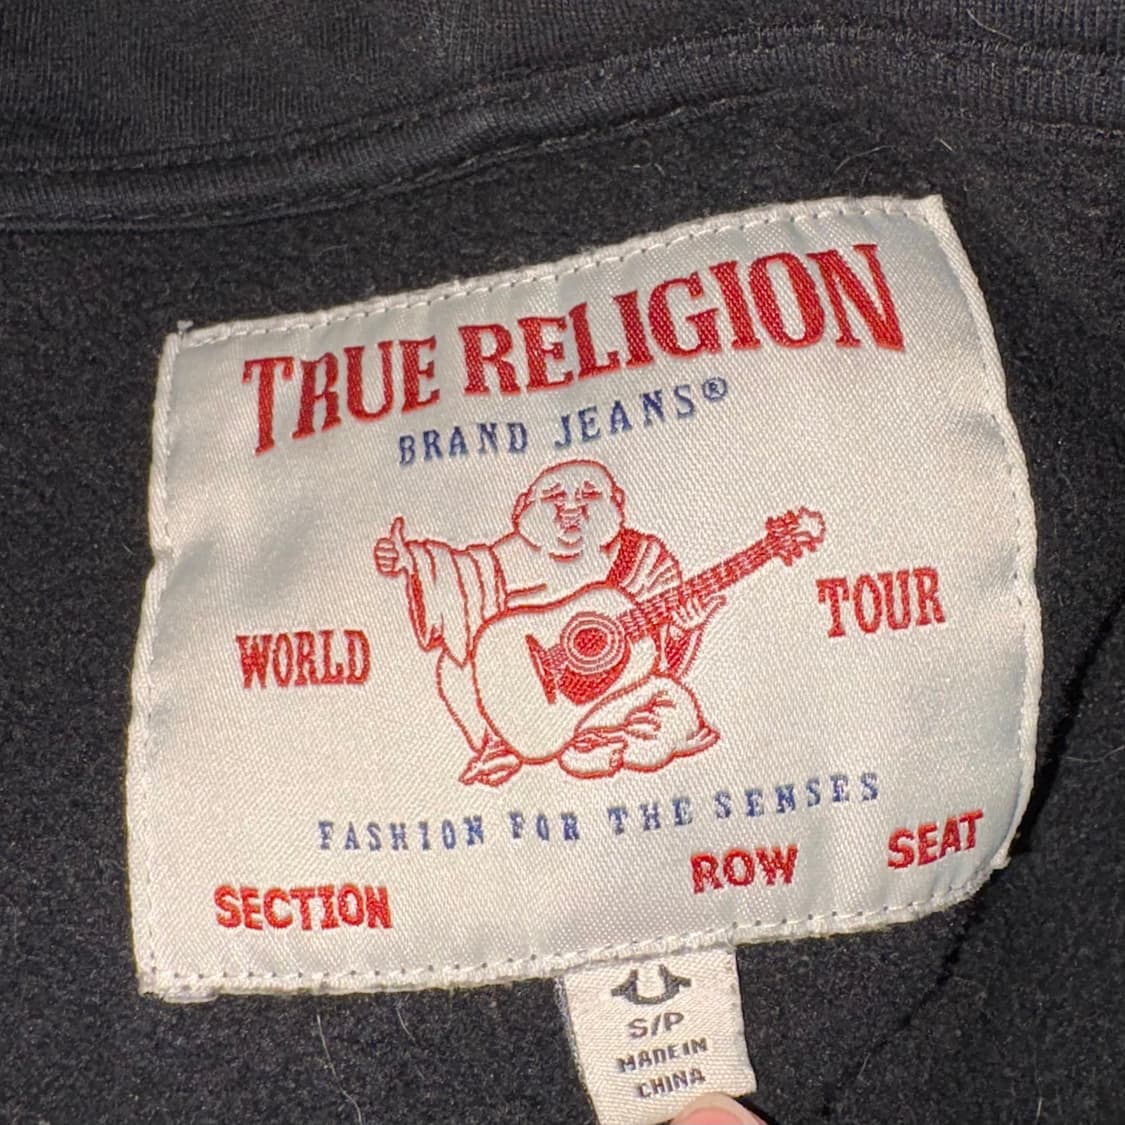 TRUE RELIGION
BRAND JEANS®
WORLD TOUR
FASHION FOR THE SENSES
SECTION ROW SEAT
S/P
MADE IN
CHINA